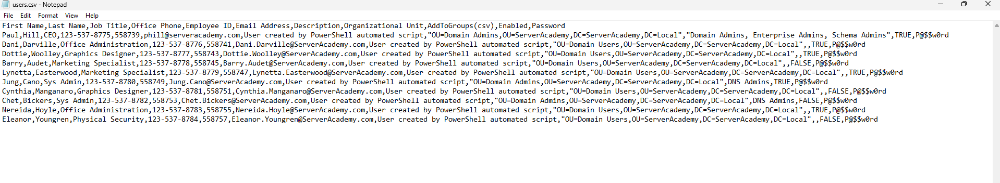 users.csv - Notepad
File Edit Format View Help
First Name,Last Name,Job Title,Office Phone,Employee ID,Email Address,Description,Organizational Unit,AddToGroups(csv),Enabled,Password
Paul,Hill,CEO,123-537-8775,558739,phill@serveracademy.com,User created by PowerShell automated script,"OU=Domain Admins,OU=ServerAcademy,DC=ServerAcademy,DC=Local","Domain Admins, Enterprise Admins, Schema Admins",TRUE,P@$$w0rd
Dani,Darville,Office Administration,123-537-8776,558741,Dani.Darville@ServerAcademy.com,User created by PowerShell automated script,"OU=Domain Users,OU=ServerAcademy,DC=ServerAcademy,DC=Local",,TRUE,P@$$w0rd
Dottie,Woolley,Graphics Designer,123-537-8777,558743,Dottie.Woolley@ServerAcademy.com,User created by PowerShell automated script,"OU=Domain Users,OU=ServerAcademy,DC=ServerAcademy,DC=Local",,TRUE,P@$$w0rd
Barry,Audet,Marketing Specialist,123-537-8778,558745,Barry.Audet@ServerAcademy.com,User created by PowerShell automated script,"OU=Domain Users,OU=ServerAcademy,DC=ServerAcademy,DC=Local",,FALSE,P@$$w0rd
Lynetta,Easterwood,Marketing Specialist,123-537-8779,558747,Lynetta.Easterwood@ServerAcademy.com,User created by PowerShell automated script,"OU=Domain Users,OU=ServerAcademy,DC=ServerAcademy,DC=Local",,TRUE,P@$$w0rd
Jung,Cano,Sys Admin,123-537-8780,558749,Jung.Cano@ServerAcademy.com,User created by PowerShell automated script,"OU=Domain Admins,OU=ServerAcademy,DC=ServerAcademy,DC=Local",DNS Admins,TRUE,P@$$w0rd
Cynthia,Manganaro,Graphics Designer,123-537-8781,558751,Cynthia.Manganaro@ServerAcademy.com,User created by PowerShell automated script,"OU=Domain Users,OU=ServerAcademy,DC=ServerAcademy,DC=Local",,FALSE,P@$$w0rd
Chet,Bickers,Sys Admin,123-537-8782,558753,Chet.Bickers@ServerAcademy.com,User created by PowerShell automated script,"OU=Domain Admins,OU=ServerAcademy,DC=ServerAcademy,DC=Local",DNS Admins,FALSE,P@$$w0rd
Nereida,Hoyle,Office Administration,123-537-8783,558755,Nereida.Hoyle@ServerAcademy.com,User created by PowerShell automated script,"OU=Domain Users,OU=ServerAcademy,DC=ServerAcademy,DC=Local",,TRUE,P@$$w0rd
Eleanor,Youngren,Physical Security,123-537-8784,558757,Eleanor.Youngren@ServerAcademy.com,User created by PowerShell automated script,"OU=Domain Users,OU=ServerAcademy,DC=ServerAcademy,DC=Local",,FALSE,P@$$w0rd